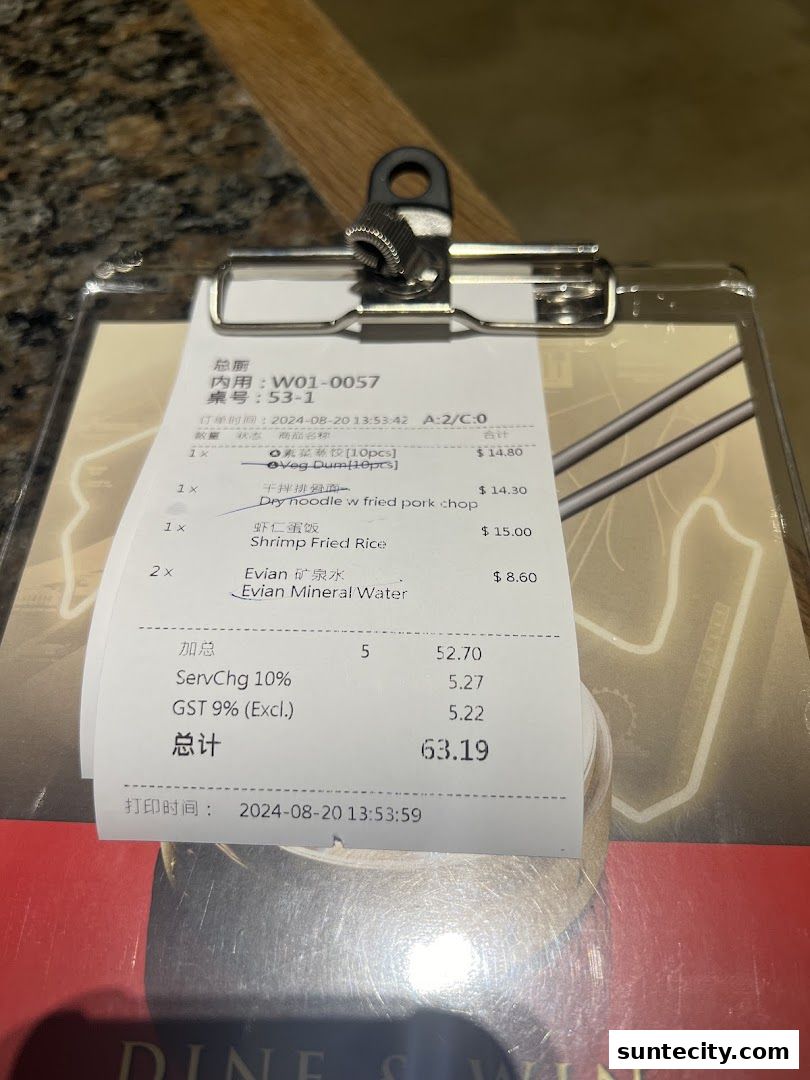 总厨
内用：W01-0057
桌号：53-1
订单时间：2024-08-20 13:53:42 A:2/C:0
数量 状态 商品名称 合计
1 x 素菜蒸饺[10pcs] $ 14.80
Veg Dum[10pcs]
1 x 干拌排骨面 $ 14.30
Dry noodle w fried pork chop
1 x 虾仁蛋饭 $ 15.00
Shrimp Fried Rice
2 x Evian 矿泉水 $ 8.60
Evian Mineral Water
加总 5 52.70
ServChg 10% 5.27
GST 9% (Excl.) 5.22
总计 63.19
打印时间： 2024-08-20 13:53:59
DINE &
suntecity.com